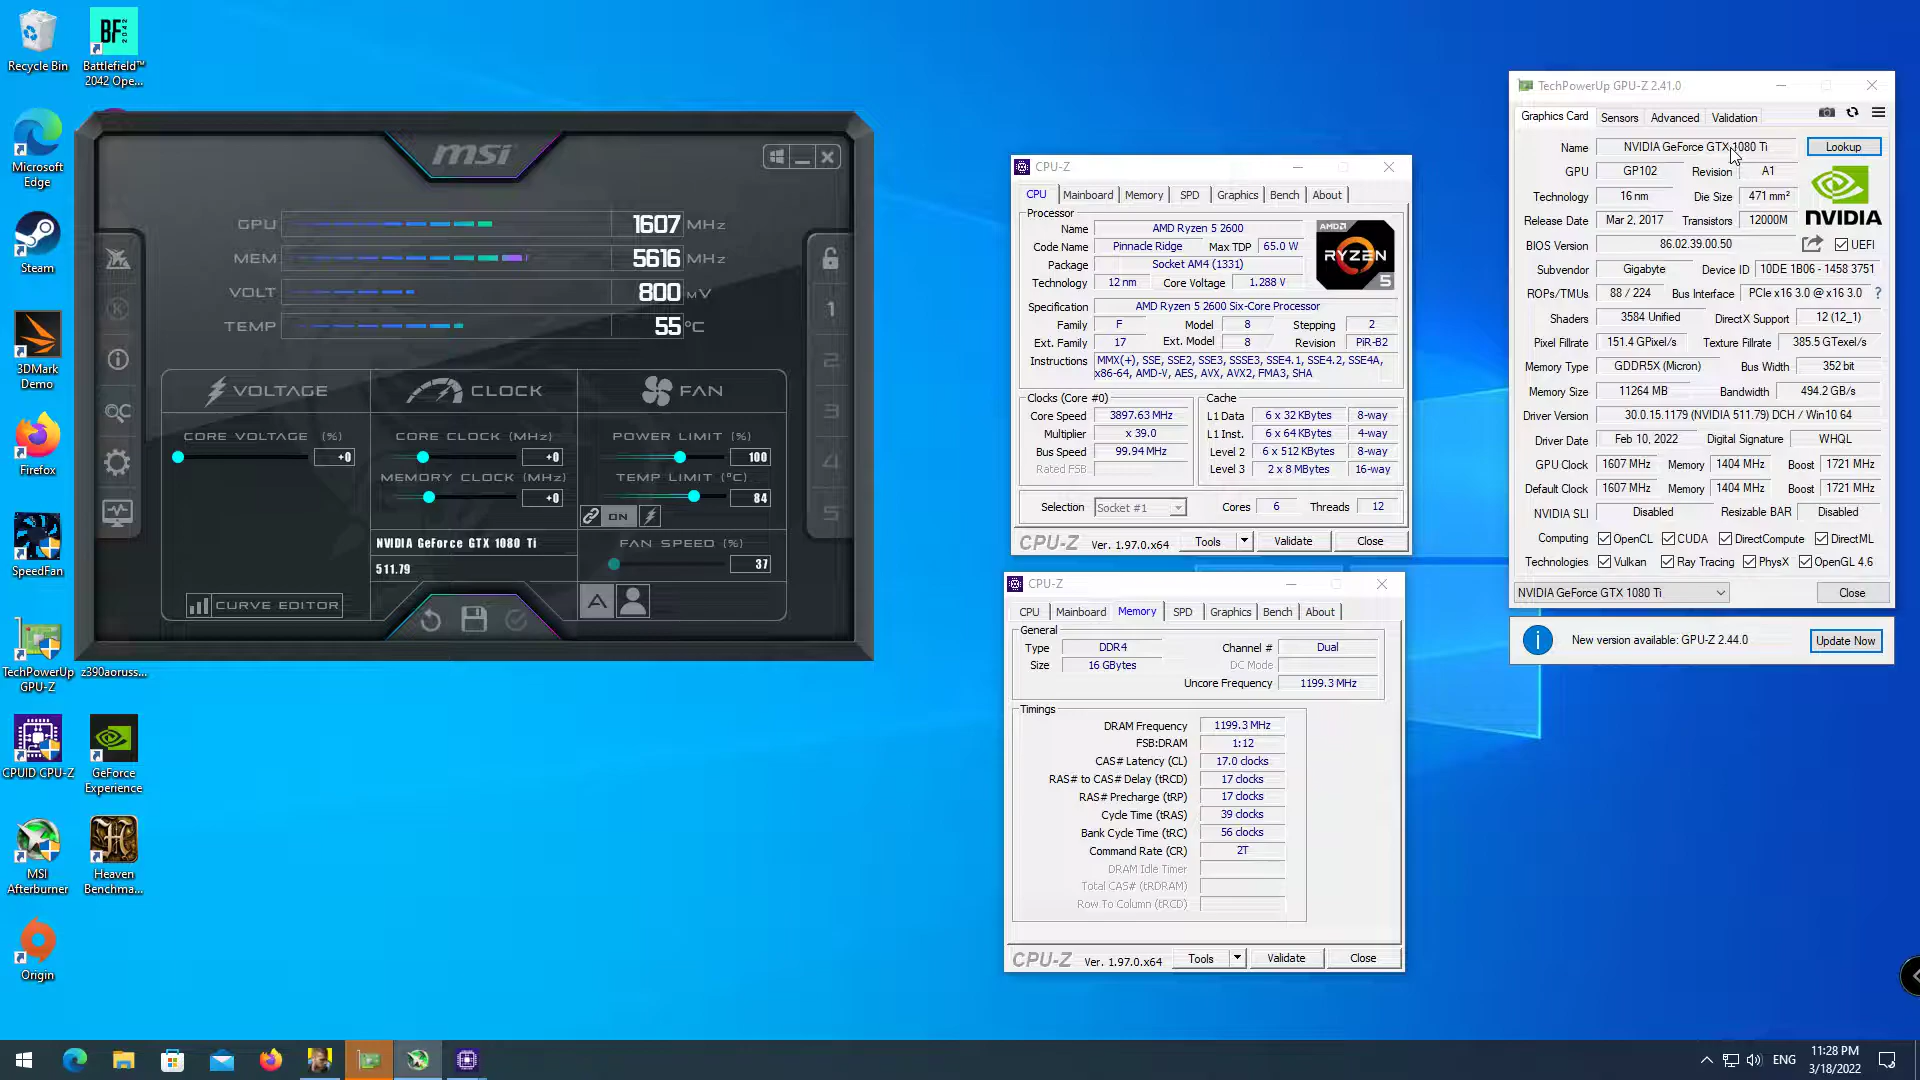 Recycle Bin
BF 2042
Battlefield™
2042 Ope...
Microsoft
Edge
Steam
3DMark
Demo
Firefox
SpeedFan
TechPowerUp
GPU-Z
z390aoruss...
CPUID CPU-Z
GeForce
Experience
MSI
Afterburner
Heaven
Benchma...
Origin
msi
GPU 1607 MHz
MEM 5616 MHz
VOLT 800 mV
TEMP 55 °C
1
2
3
4
5
VOLTAGE
CORE VOLTAGE (%)
+0
CURVE EDITOR
CLOCK
CORE CLOCK (MHz)
+0
MEMORY CLOCK (MHz)
+0
NVIDIA GeForce GTX 1080 Ti
511.79
FAN
POWER LIMIT (%)
100
TEMP LIMIT (°C)
84
ON
FAN SPEED (%)
37
A
CPU-Z
CPU Mainboard Memory SPD Graphics Bench About
Processor
Name AMD Ryzen 5 2600
Code Name Pinnacle Ridge Max TDP 65.0 W
Package Socket AM4 (1331)
Technology 12 nm Core Voltage 1.288 V
AMD
RYZEN
5
Specification AMD Ryzen 5 2600 Six-Core Processor
Family F Model 8 Stepping 2
Ext. Family 17 Ext. Model 8 Revision PiR-B2
Instructions MMX(+), SSE, SSE2, SSE3, SSSE3, SSE4.1, SSE4.2, SSE4A,
x86-64, AMD-V, AES, AVX, AVX2, FMA3, SHA
Clocks (Core #0)
Core Speed 3897.63 MHz
Multiplier x 39.0
Bus Speed 99.94 MHz
Rated FSB
Cache
L1 Data 6 x 32 KBytes 8-way
L1 Inst. 6 x 64 KBytes 4-way
Level 2 6 x 512 KBytes 8-way
Level 3 2 x 8 MBytes 16-way
Selection Socket #1 Cores 6 Threads 12
CPU-Z Ver. 1.97.0.x64 Tools Validate Close
CPU-Z
CPU Mainboard Memory SPD Graphics Bench About
General
Type DDR4 Channel # Dual
Size 16 GBytes DC Mode
Uncore Frequency 1199.3 MHz
Timings
DRAM Frequency 1199.3 MHz
FSB:DRAM 1:12
CAS# Latency (CL) 17.0 clocks
RAS# to CAS# Delay (tRCD) 17 clocks
RAS# Precharge (tRP) 17 clocks
Cycle Time (tRAS) 39 clocks
Bank Cycle Time (tRC) 56 clocks
Command Rate (CR) 2T
DRAM Idle Timer
Total CAS# (tRDRAM)
Row To Column (tRCD)
CPU-Z Ver. 1.97.0.x64 Tools Validate Close
TechPowerUp GPU-Z 2.41.0
Graphics Card Sensors Advanced Validation
Name NVIDIA GeForce GTX 1080 Ti Lookup
GPU GP102 Revision A1
Technology 16 nm Die Size 471 mm²
Release Date Mar 2, 2017 Transistors 12000M
NVIDIA
BIOS Version 86.02.39.00.50 UEFI
Subvendor Gigabyte Device ID 10DE 1B06 - 1458 3751
ROPs/TMUs 88 / 224 Bus Interface PCIe x16 3.0 @ x16 3.0 ?
Shaders 3584 Unified DirectX Support 12 (12_1)
Pixel Fillrate 151.4 GPixel/s Texture Fillrate 385.5 GTexel/s
Memory Type GDDR5X (Micron) Bus Width 352 bit
Memory Size 11264 MB Bandwidth 494.2 GB/s
Driver Version 30.0.15.1179 (NVIDIA 511.79) DCH / Win10 64
Driver Date Feb 10, 2022 Digital Signature WHQL
GPU Clock 1607 MHz Memory 1404 MHz Boost 1721 MHz
Default Clock 1607 MHz Memory 1404 MHz Boost 1721 MHz
NVIDIA SLI Disabled Resizable BAR Disabled
Computing OpenCL CUDA DirectCompute DirectML
Technologies Vulkan Ray Tracing PhysX OpenGL 4.6
NVIDIA GeForce GTX 1080 Ti Close
New version available: GPU-Z 2.44.0 Update Now
ENG
11:28 PM
3/18/2022